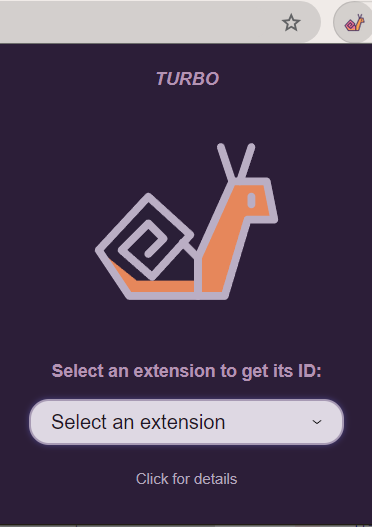 TURBO
Select an extension to get its ID:
Select an extension
Click for details